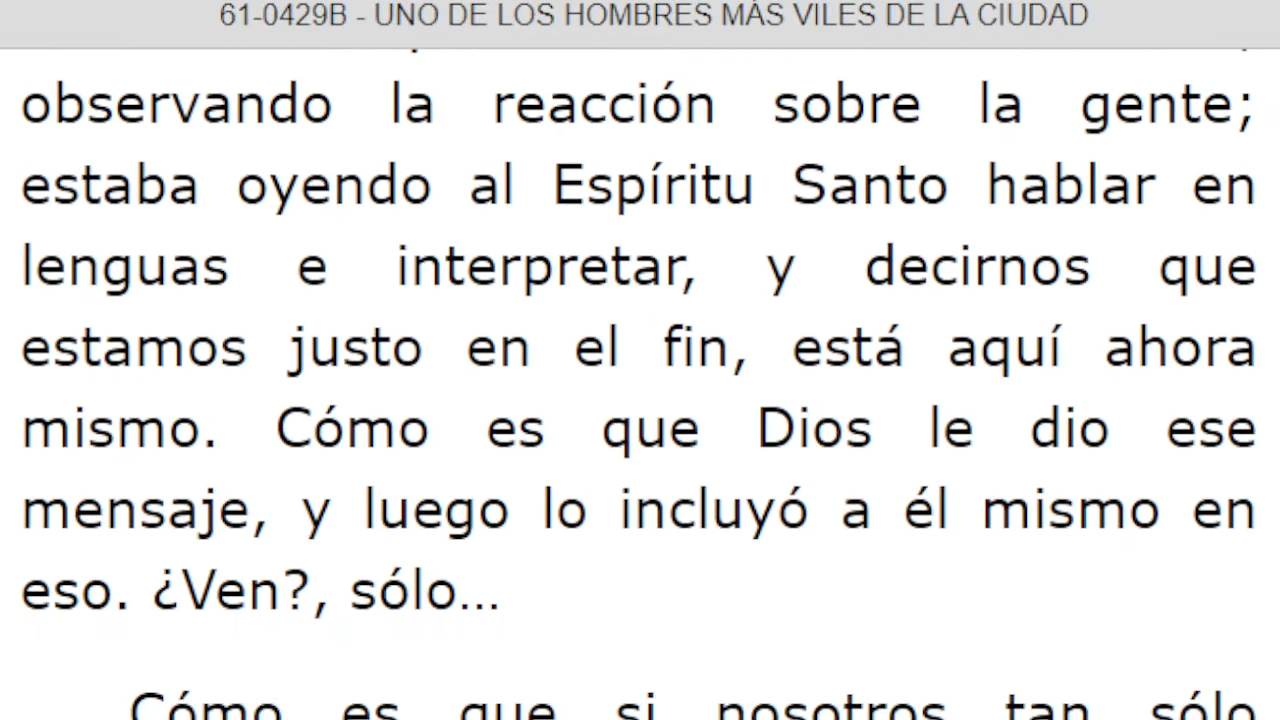 61-0429B - UNO DE LOS HOMBRES MÁS VILES DE LA CIUDAD
observando la reacción sobre la gente;
estaba oyendo al Espíritu Santo hablar en
lenguas e interpretar, y decirnos que
estamos justo en el fin, está aquí ahora
mismo. Cómo es que Dios le dio ese
mensaje, y luego lo incluyó a él mismo en
eso. ¿Ven?, sólo...
Cómo es que si nosotros tan sólo